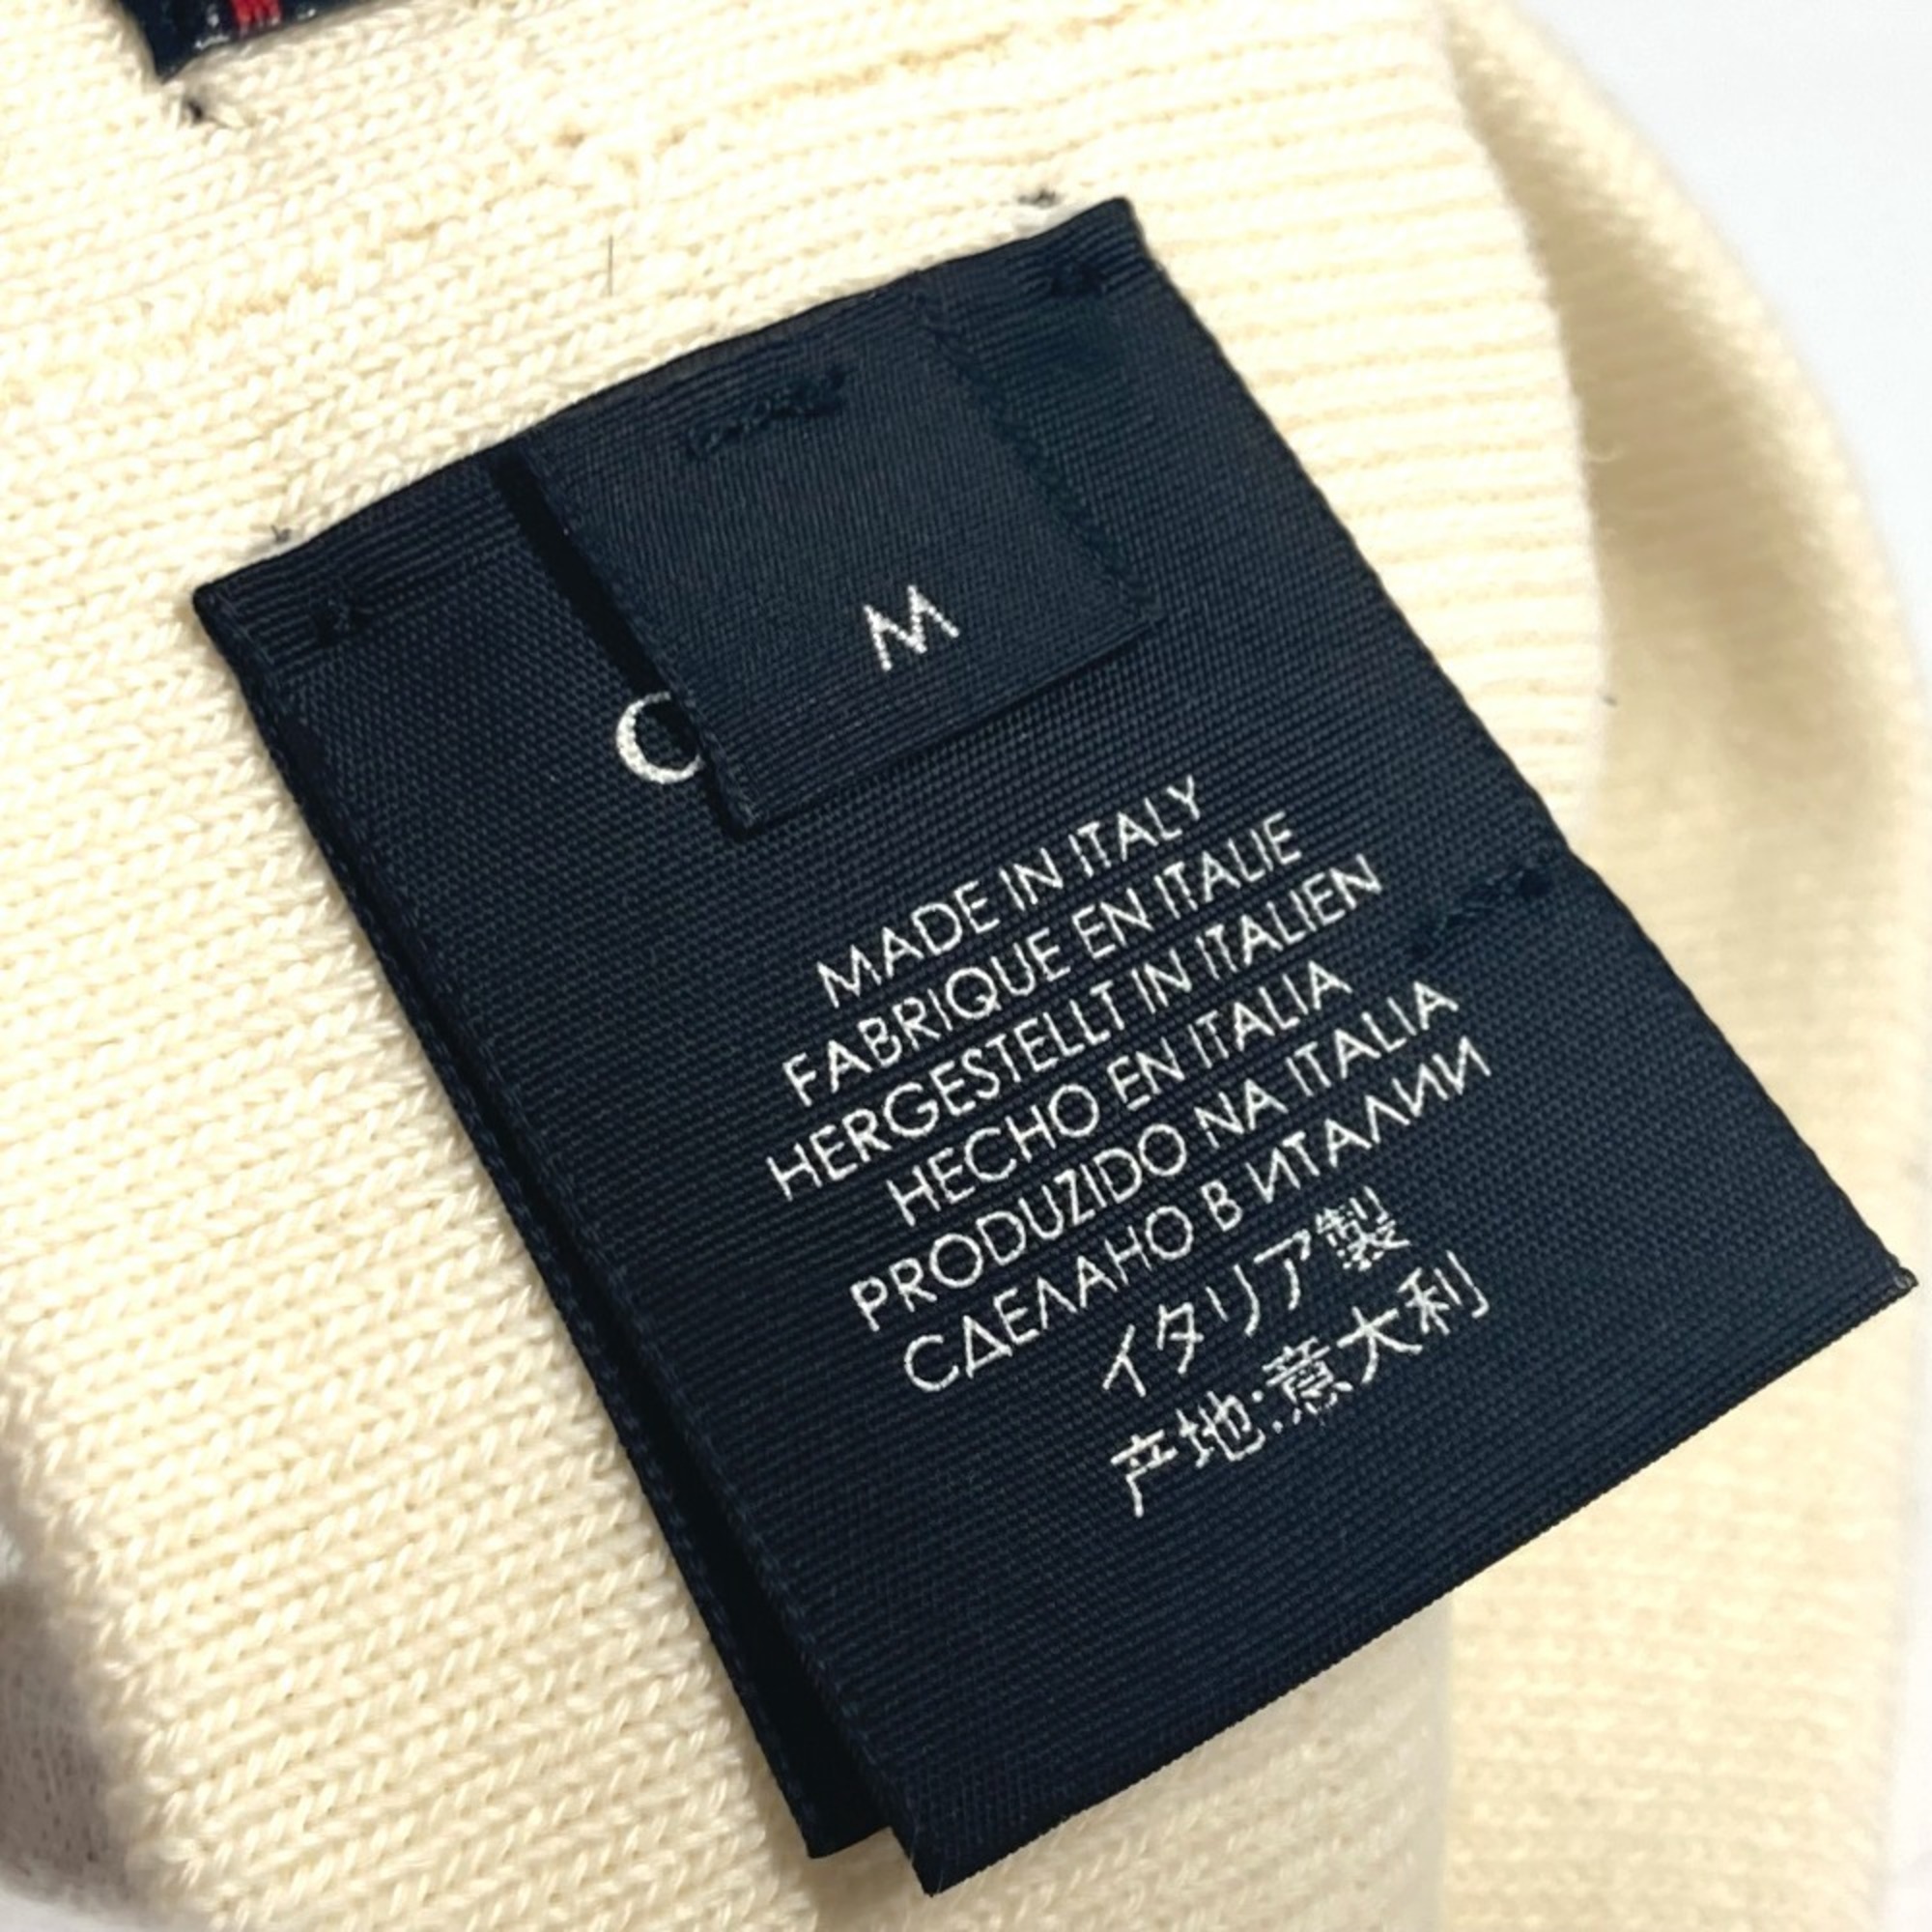 M
MADE IN ITALY
FABRIQUE EN ITALIE
HERGESTELLT IN ITALIEN
HECHO EN ITALIA
PRODUZIDO NA ITALIA
СДЕЛАНО В ИТАЛИИ
イタリア製
产地:意大利